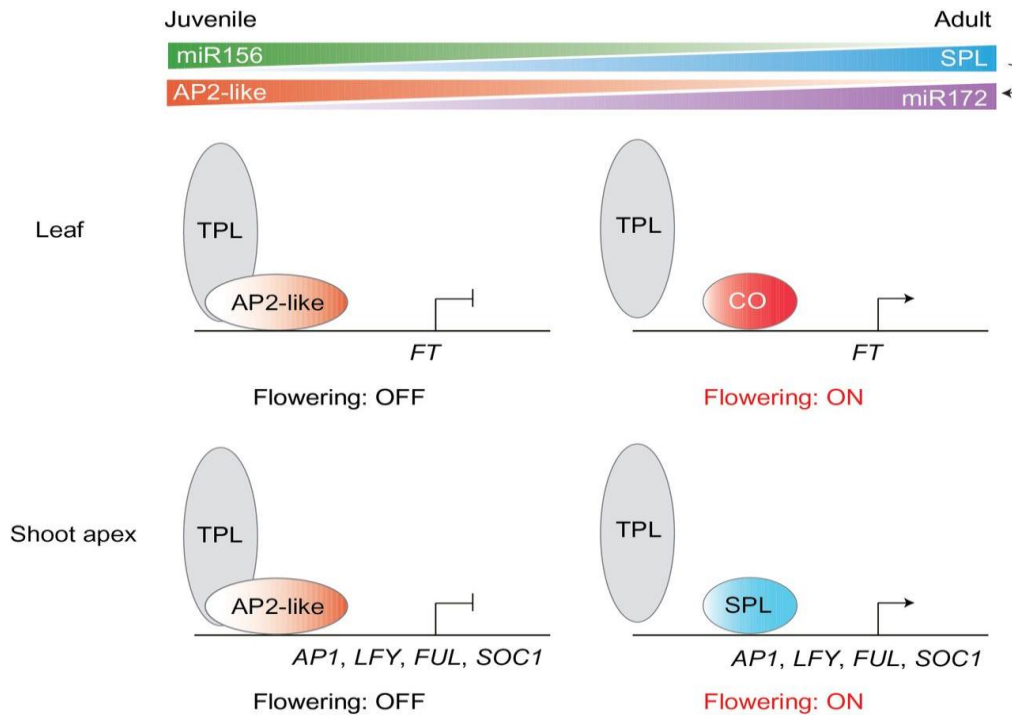 Juvenile Adult
miR156 SPL
AP2-like miR172
Leaf TPL TPL
AP2-like CO
FT FT
Flowering: OFF Flowering: ON
Shoot apex TPL TPL
AP2-like SPL
AP1, LFY, FUL, SOC1 AP1, LFY, FUL, SOC1
Flowering: OFF Flowering: ON